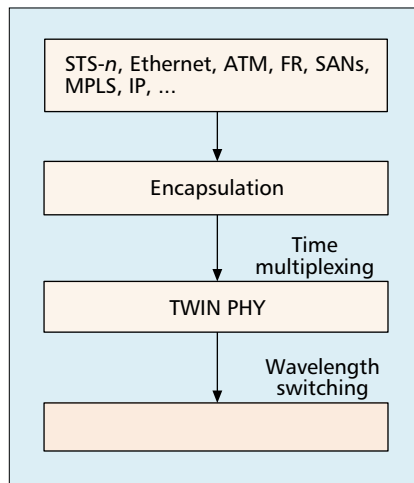 STS-n, Ethernet, ATM, FR, SANs,
MPLS, IP, ...
Encapsulation
Time
multiplexing
TWIN PHY
Wavelength
switching